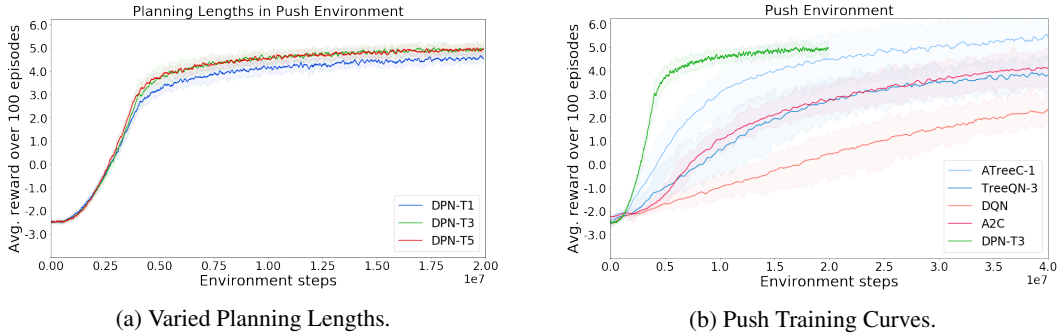 Planning Lengths in Push Environment
Avg. reward over 100 episodes
6.0
5.0
4.0
3.0
2.0
1.0
0.0
-1.0
-2.0
-3.0
DPN-T1
DPN-T3
DPN-T5
0.00 0.25 0.50 0.75 1.00 1.25 1.50 1.75 2.00
1e7
Environment steps
(a) Varied Planning Lengths.
Push Environment
Avg. reward over 100 episodes
6.0
5.0
4.0
3.0
2.0
1.0
0.0
-1.0
-2.0
-3.0
ATreeC-1
TreeQN-3
DQN
A2C
DPN-T3
0.0 0.5 1.0 1.5 2.0 2.5 3.0 3.5 4.0
1e7
Environment steps
(b) Push Training Curves.